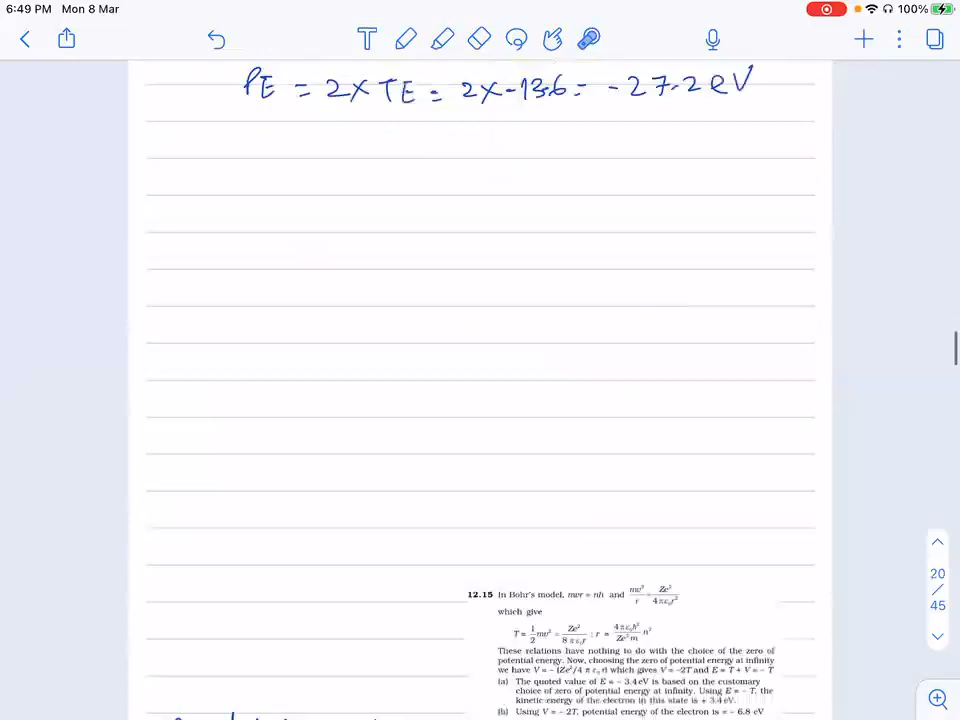 6:49 PM Mon 8 Mar
100%
PE = 2X TE = 2X-13.6 = -27.2 eV
12.15 In Bohr's model, mvr = nh and mv²/r = Ze²/4πε₀r²
which give
T = 1/2 mv² = Ze²/8πε₀r ; r = 4πε₀ħ²/Ze²m n²
These relations have nothing to do with the choice of the zero of
potential energy. Now, choosing the zero of potential energy at infinity
we have V = – (Ze²/4 π ε₀ r) which gives V = –2T and E = T + V = – T
(a) The quoted value of E = – 3.4 eV is based on the customary
choice of zero of potential energy at infinity. Using E = – T, the
kinetic energy of the electron in this state is + 3.4 eV.
(b) Using V = – 2T, potential energy of the electron is = – 6.8 eV
20
/
45